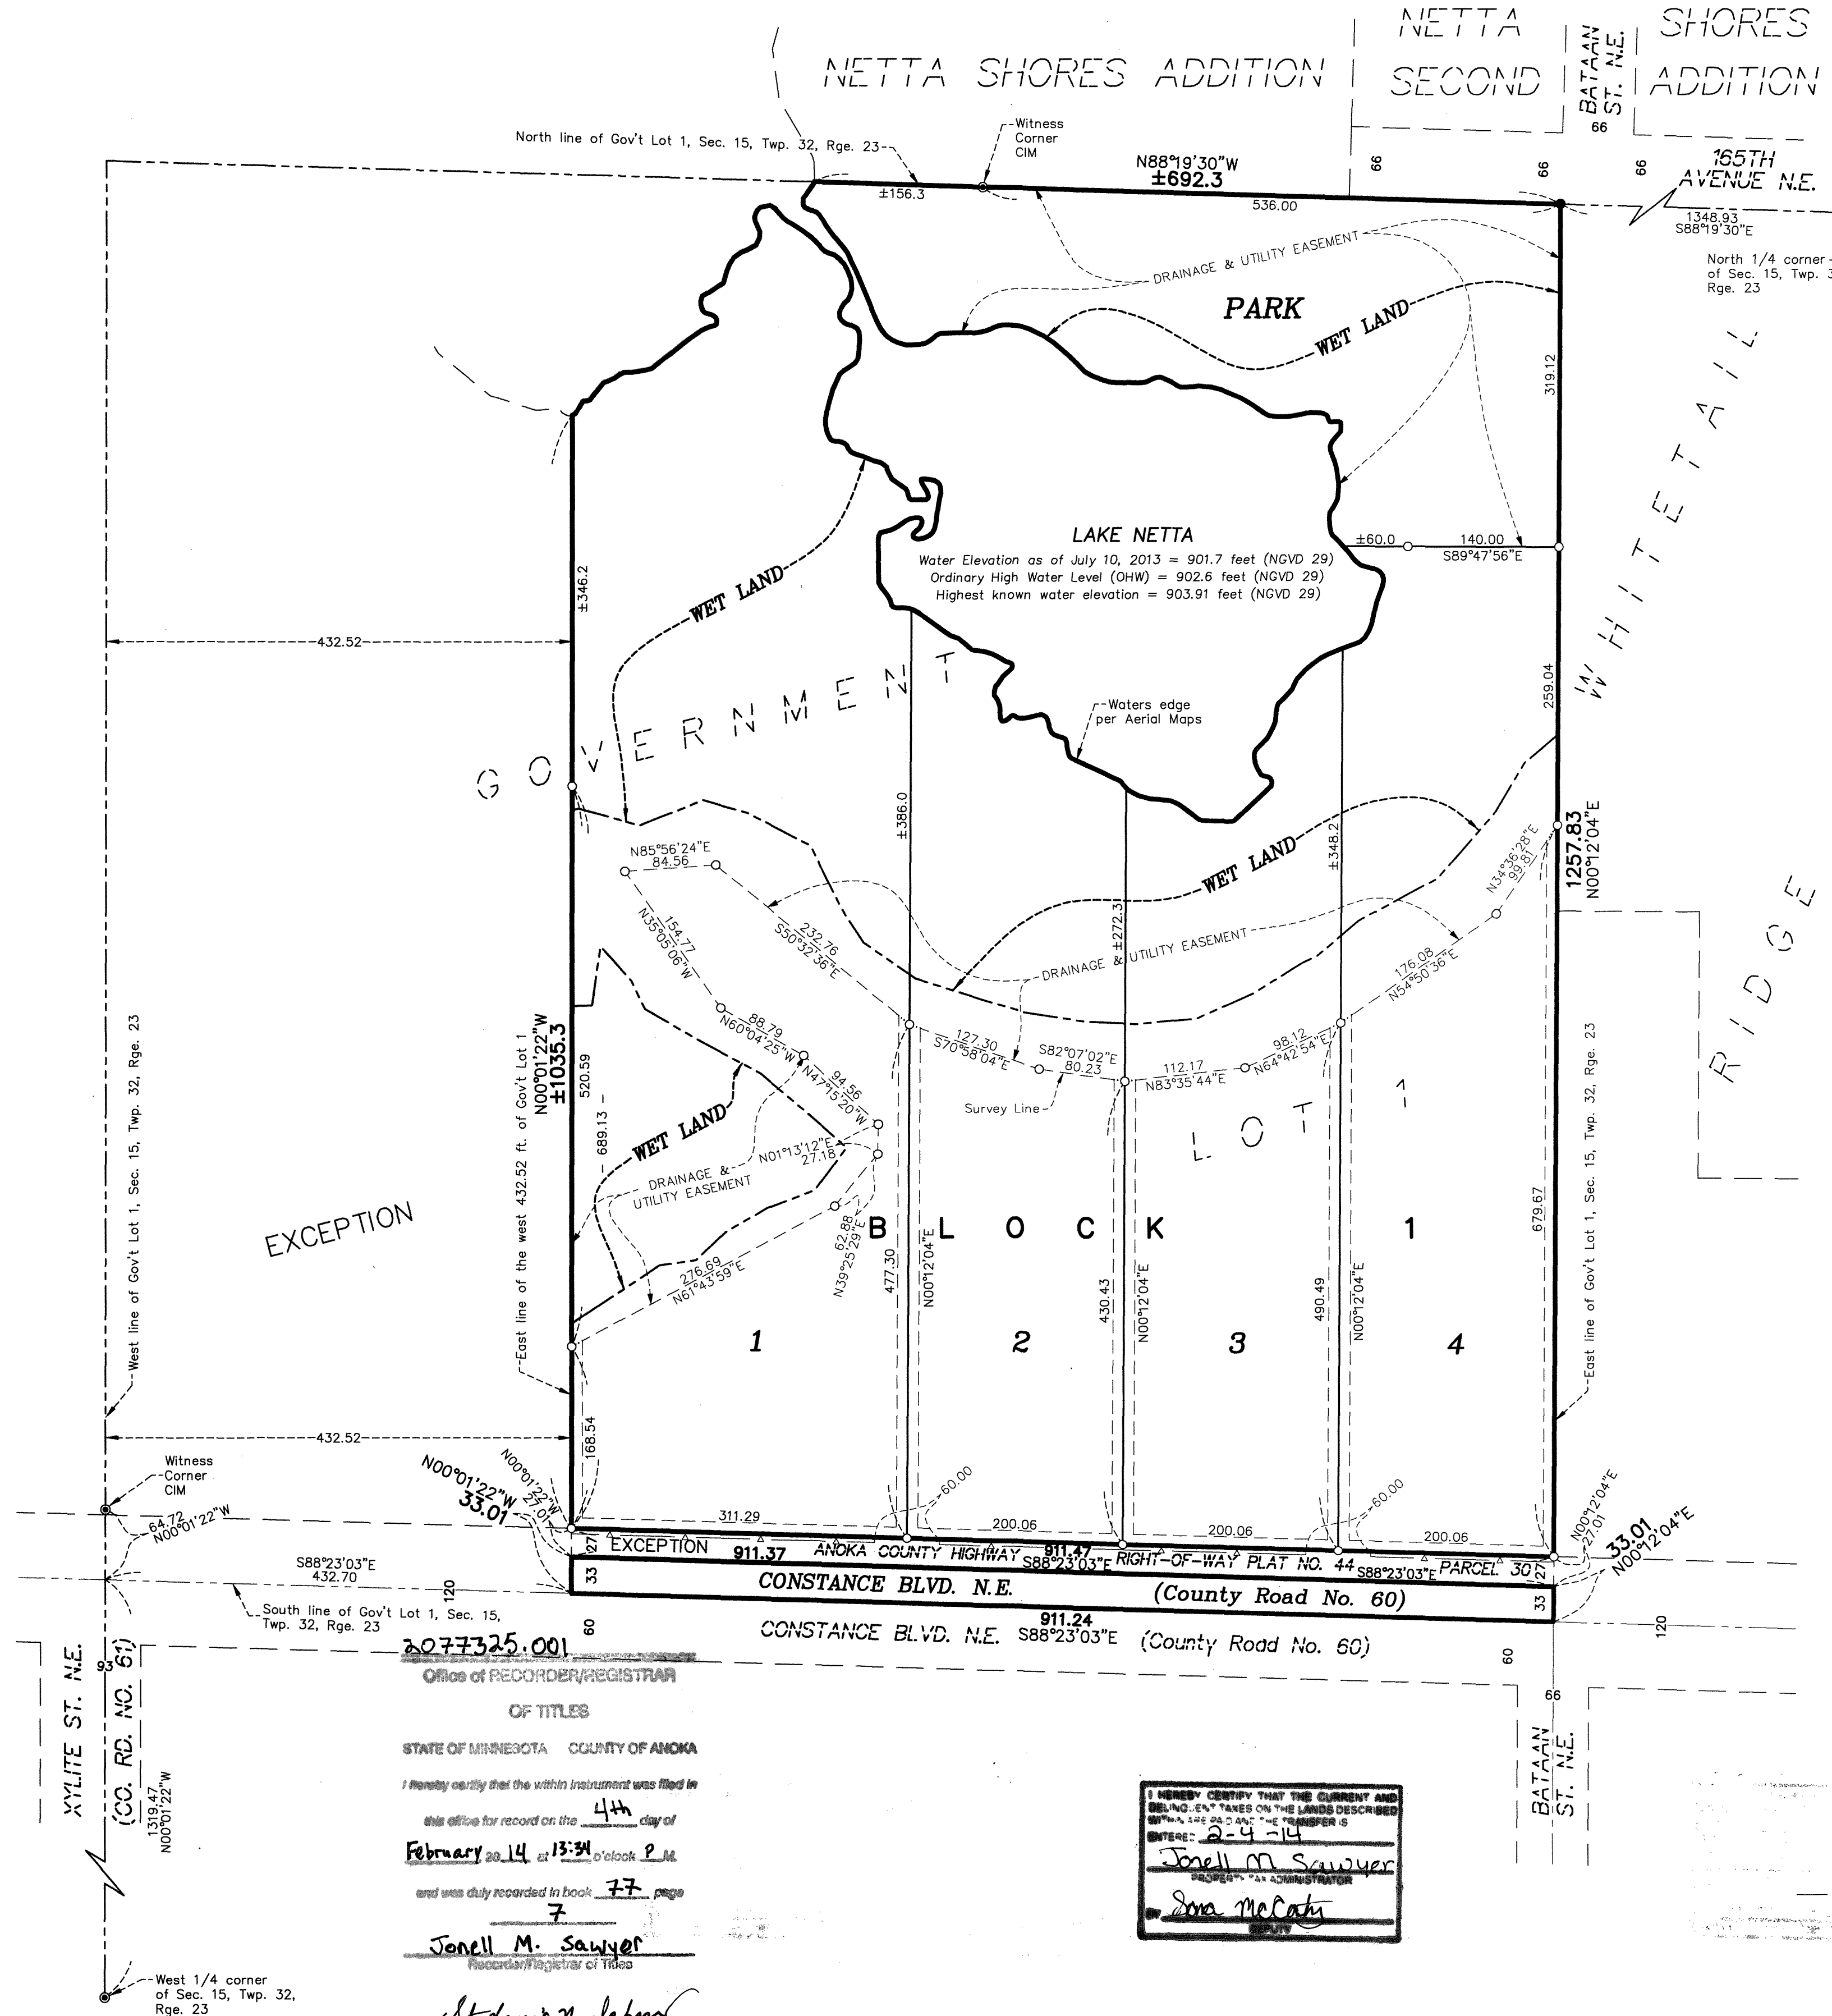 NETTA SHORES ADDITION
NETTA
SECOND
BATAAN
ST. N.E.
66
SHORES
ADDITION
North line of Gov't Lot 1, Sec. 15, Twp. 32, Rge. 23
Witness
Corner
CIM
N88°19'30"W
±692.3
±156.3
536.00
66
66
66
165TH
AVENUE N.E.
1348.93
S88°19'30"E
North 1/4 corner
of Sec. 15, Twp. 3
Rge. 23
DRAINAGE & UTILITY EASEMENT
PARK
WET LAND
319.12
WHITETAIL
RIDGE
LAKE NETTA
Water Elevation as of July 10, 2013 = 901.7 feet (NGVD 29)
Ordinary High Water Level (OHW) = 902.6 feet (NGVD 29)
Highest known water elevation = 903.91 feet (NGVD 29)
±60.0
140.00
S89°47'56"E
±346.2
WET LAND
432.52
GOVERNMENT
259.04
Waters edge
per Aerial Maps
±386.0
±348.2
±272.3
WET LAND
N34°36'28"E
99.81
1257.83
N00°12'04"E
N85°56'24"E
84.56
154.77
N35°05'06"W
232.76
S50°32'36"E
DRAINAGE & UTILITY EASEMENT
176.08
N54°50'36"E
88.79
N60°04'25"W
94.56
N47°15'20"W
127.30
S70°58'04"E
S82°07'02"E
80.23
112.17
N83°35'44"E
98.12
N64°42'54"E
Survey Line
LOT 1
West line of Gov't Lot 1, Sec. 15, Twp. 32, Rge. 23
East line of the west 432.52 ft. of Gov't Lot 1
N00°01'22"W
±1035.3
520.59
689.13
WET LAND
DRAINAGE &
UTILITY EASEMENT
N01°13'12"E
27.18
62.88
N39°25'29"E
276.69
N61°43'59"E
EXCEPTION
BLOCK 1
477.30
N00°12'04"E
430.43
N00°12'04"E
490.49
N00°12'04"E
679.67
East line of Gov't Lot 1, Sec. 15, Twp. 32, Rge. 23
1
2
3
4
432.52
168.54
Witness
Corner
CIM
64.72
N00°01'22"W
N00°01'22"W
33.01
N00°01'22"W
27.01
311.29
60.00
200.06
200.06
60.00
200.06
N00°12'04"E
27.01
33.01
N00°12'04"E
27
EXCEPTION
911.37
ANOKA COUNTY HIGHWAY
911.47
S88°23'03"E
RIGHT-OF-WAY PLAT NO. 44
S88°23'03"E
PARCEL 30
27
33
CONSTANCE BLVD. N.E.
(County Road No. 60)
33
S88°23'03"E
432.70
120
60
South line of Gov't Lot 1, Sec. 15,
Twp. 32, Rge. 23
CONSTANCE BLVD. N.E.
911.24
S88°23'03"E
(County Road No. 60)
60
120
66
BATAAN
ST. N.E.
XYLITE ST. N.E.
93
(CO. RD. NO. 61)
1319.47
N00°01'22"W
West 1/4 corner
of Sec. 15, Twp. 32,
Rge. 23
2077325.001
Office of RECORDER/REGISTRAR
OF TITLES
STATE OF MINNESOTA COUNTY OF ANOKA
I hereby certify that the within instrument was filed in
this office for record on the 4th day of
February 2014 at 13:34 o'clock P M.
and was duly recorded in book 77 page
7
Jonell M. Sawyer
Recorder/Registrar of Titles
I HEREBY CERTIFY THAT THE CURRENT AND
DELINQUENT TAXES ON THE LANDS DESCRIBED
WITHIN ARE PAID AND THE TRANSFER IS
ENTERED 2-4-14
Jonell M Sawyer
PROPERTY TAX ADMINISTRATOR
BY Sona McCarty
DEPUTY